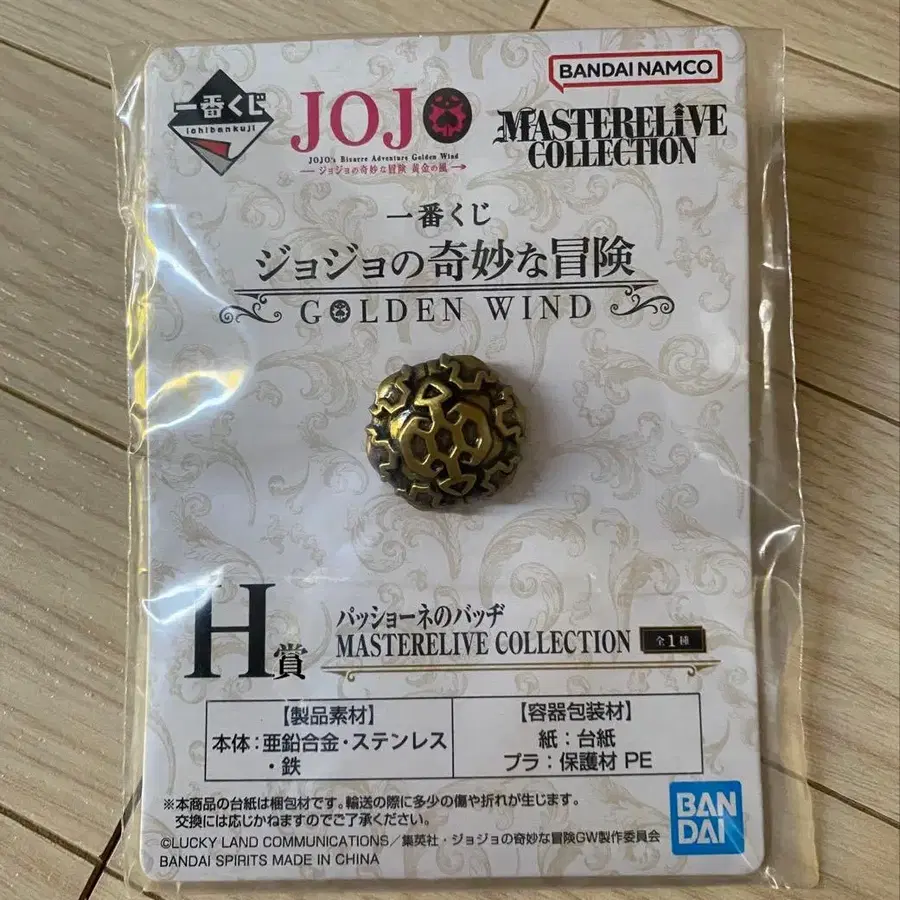 一番くじ
ichibankuji
JOJO
JOJO's Bizarre Adventure Golden Wind
ジョジョの奇妙な冒険 黄金の風
BANDAI NAMCO
MASTERELIVE
COLLECTION
一番くじ
ジョジョの奇妙な冒険
GOLDEN WIND
H賞
パッショーネのバッヂ
MASTERELIVE COLLECTION 全1種
【製品素材】
本体:亜鉛合金・ステンレス
・鉄
【容器包装材】
紙:台紙
プラ:保護材 PE
※本商品の台紙は梱包材です。輸送の際に多少の傷や折れが生じます。
交換には応じかねますのでご了承ください。
©LUCKY LAND COMMUNICATIONS/集英社・ジョジョの奇妙な冒険GW製作委員会
BANDAI SPIRITS MADE IN CHINA
BAN
DAI